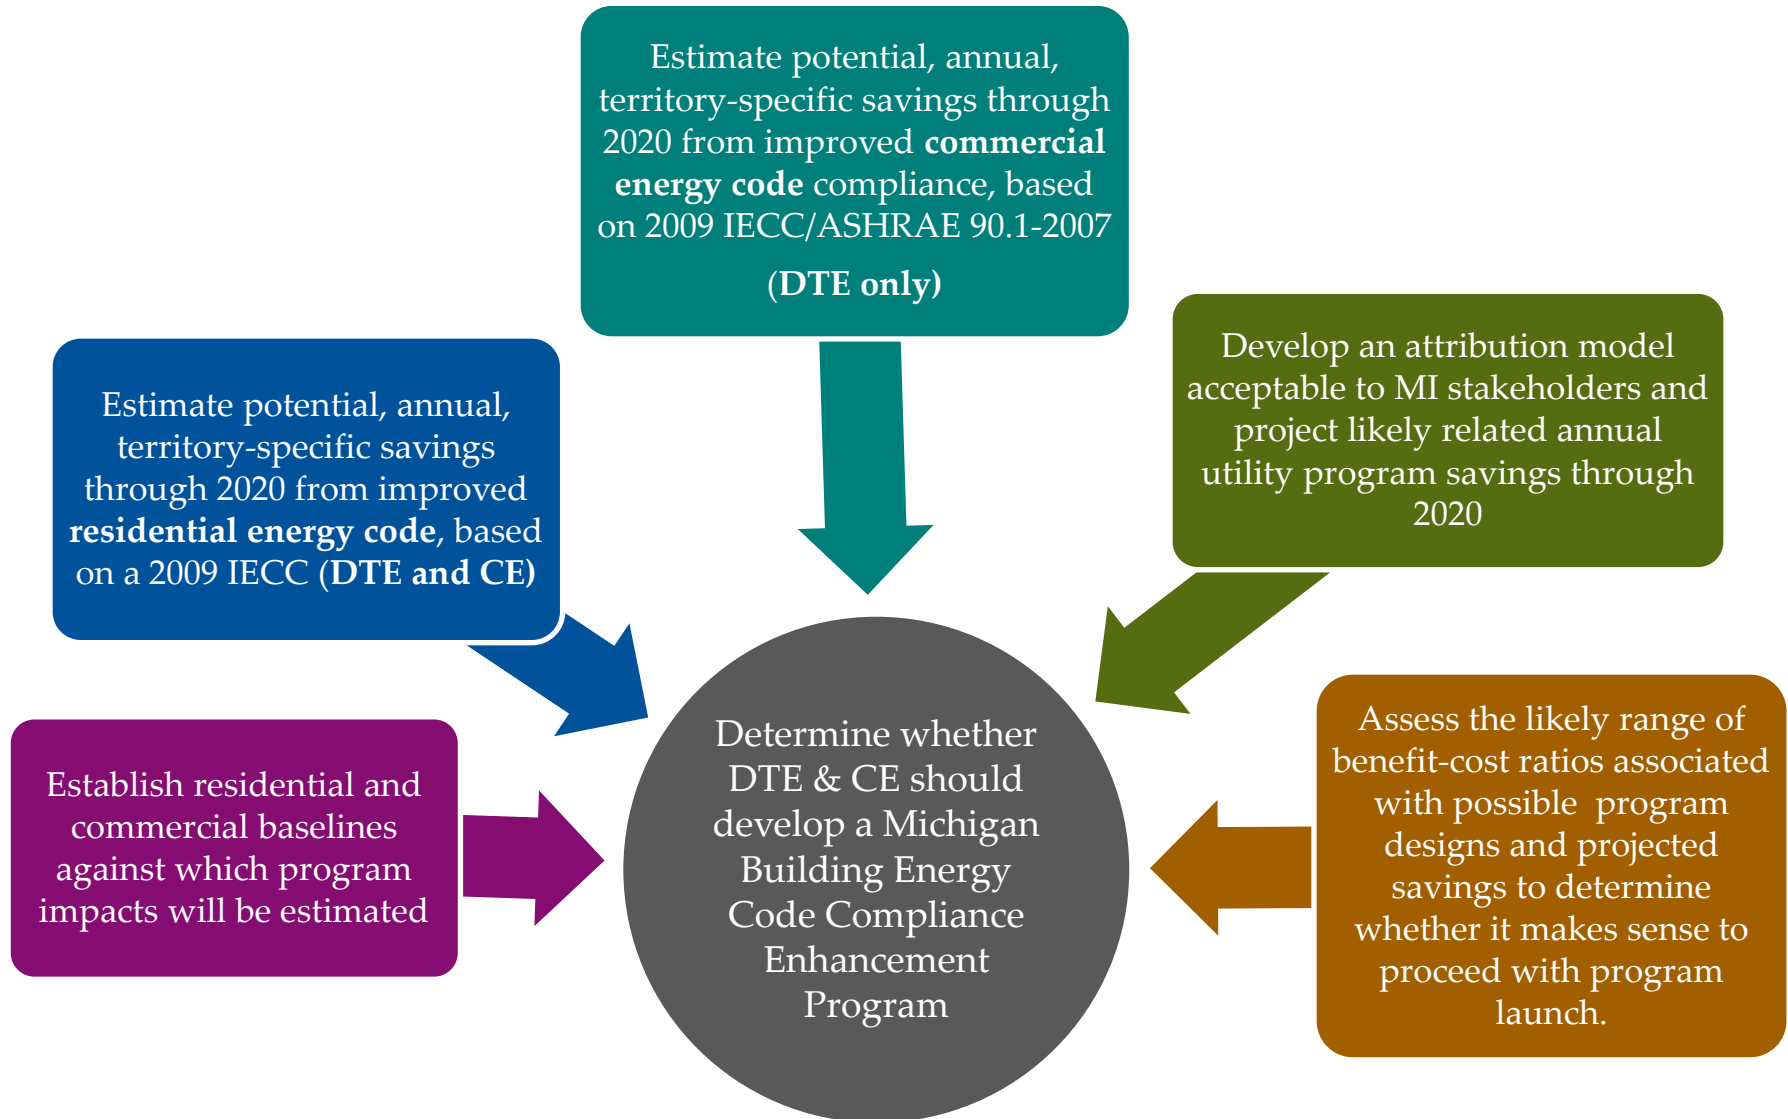 Estimate potential, annual,
territory-specific savings through
2020 from improved commercial
energy code compliance, based
on 2009 IECC/ASHRAE 90.1-2007
(DTE only)
Estimate potential, annual,
territory-specific savings
through 2020 from improved
residential energy code, based
on a 2009 IECC (DTE and CE)
Develop an attribution model
acceptable to MI stakeholders and
project likely related annual
utility program savings through
2020
Establish residential and
commercial baselines
against which program
impacts will be estimated
Determine whether
DTE & CE should
develop a Michigan
Building Energy
Code Compliance
Enhancement
Program
Assess the likely range of
benefit-cost ratios associated
with possible program
designs and projected
savings to determine
whether it makes sense to
proceed with program
launch.